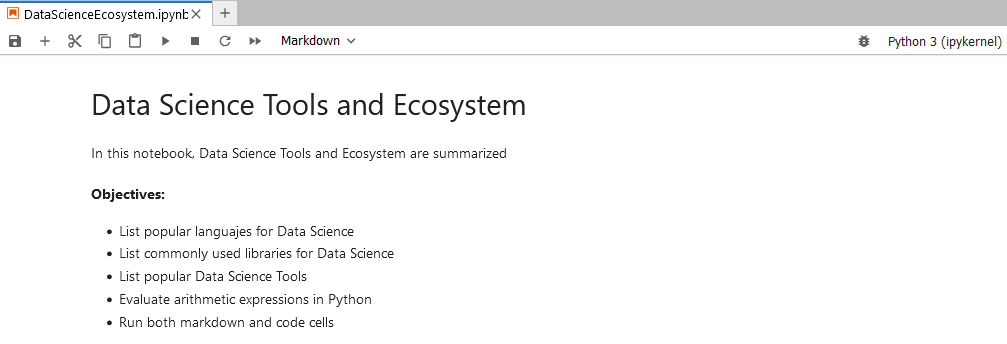 DataScienceEcosystem.ipynb
Markdown
Python 3 (ipykernel)
Data Science Tools and Ecosystem
In this notebook, Data Science Tools and Ecosystem are summarized
Objectives:
• List popular languajes for Data Science
• List commonly used libraries for Data Science
• List popular Data Science Tools
• Evaluate arithmetic expressions in Python
• Run both markdown and code cells